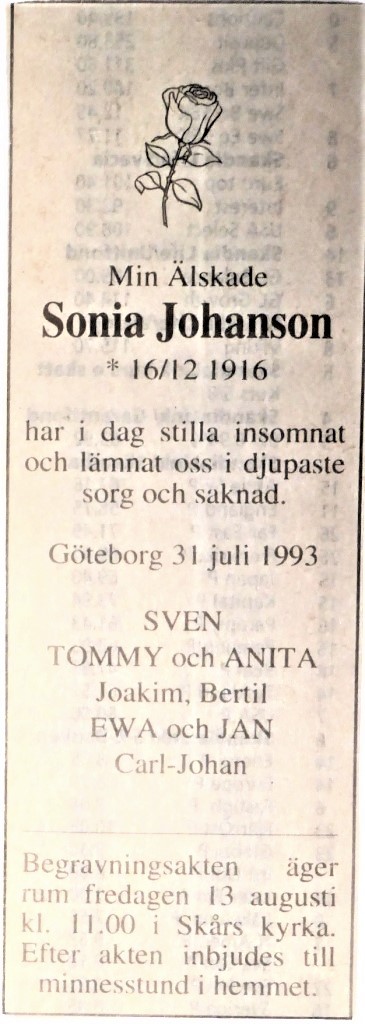 Min Älskade
Sonia Johanson
* 16/12 1916
har i dag stilla insomnat
och lämnat oss i djupaste
sorg och saknad.
Göteborg 31 juli 1993
SVEN
TOMMY och ANITA
Joakim, Bertil
EWA och JAN
Carl-Johan
Begravningsakten äger
rum fredagen 13 augusti
kl. 11.00 i Skårs kyrka.
Efter akten inbjudes till
minnesstund i hemmet.